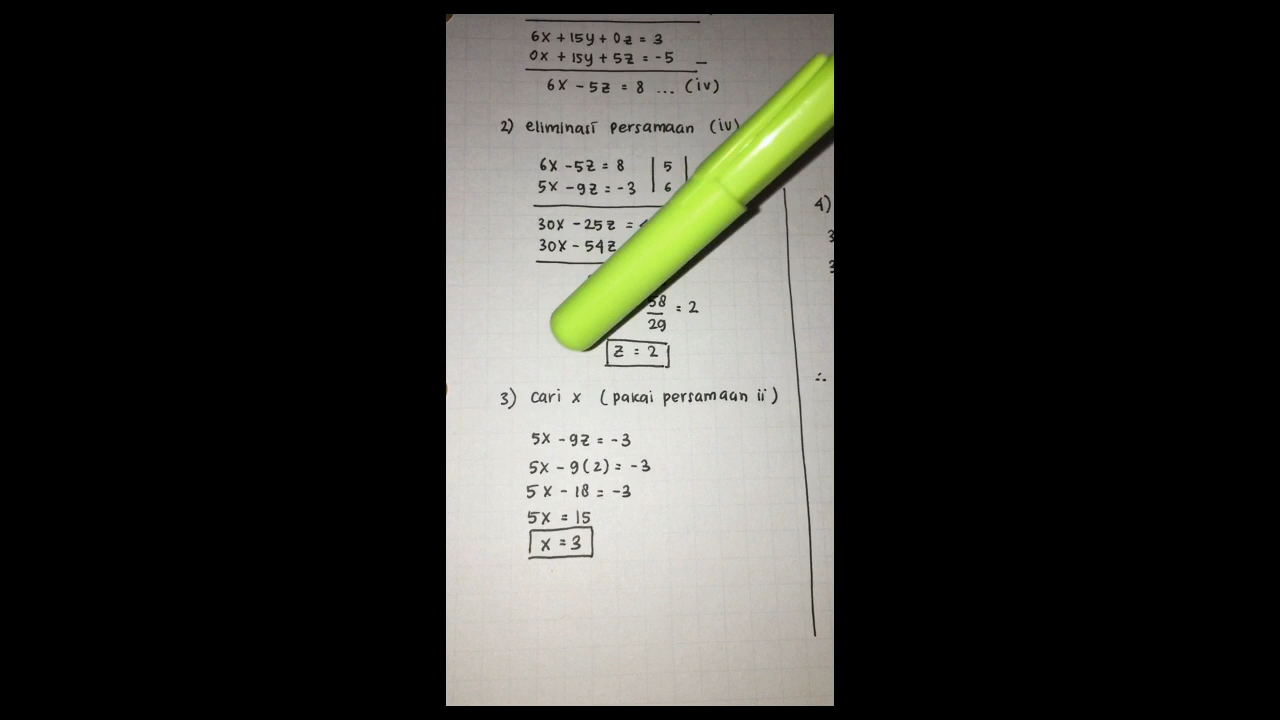 6x + 15y + 0z = 3
0x + 15y + 5z = -5 _
6x - 5z = 8 ... (iv)
2) eliminasi persamaan (iv)
6x - 5z = 8 | 5 |
5x - 9z = -3 | 6
30x - 25z =
30x - 54z
58
29
= 2
z = 2
3) cari x (pakai persamaan ii)
5x - 9z = -3
5x - 9(2) = -3
5x - 18 = -3
5x = 15
x = 3
4)
∴